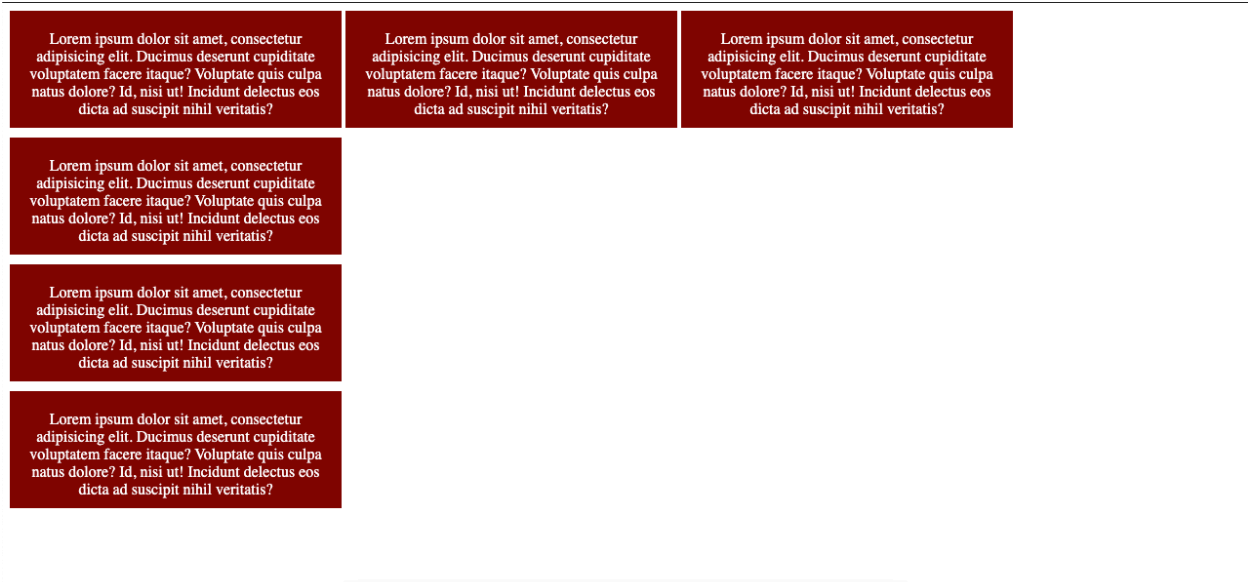 Lorem ipsum dolor sit amet, consectetur
adipisicing elit. Ducimus deserunt cupiditate
voluptatem facere itaque? Voluptate quis culpa
natus dolore? Id, nisi ut! Incidunt delectus eos
dicta ad suscipit nihil veritatis?
Lorem ipsum dolor sit amet, consectetur
adipisicing elit. Ducimus deserunt cupiditate
voluptatem facere itaque? Voluptate quis culpa
natus dolore? Id, nisi ut! Incidunt delectus eos
dicta ad suscipit nihil veritatis?
Lorem ipsum dolor sit amet, consectetur
adipisicing elit. Ducimus deserunt cupiditate
voluptatem facere itaque? Voluptate quis culpa
natus dolore? Id, nisi ut! Incidunt delectus eos
dicta ad suscipit nihil veritatis?
Lorem ipsum dolor sit amet, consectetur
adipisicing elit. Ducimus deserunt cupiditate
voluptatem facere itaque? Voluptate quis culpa
natus dolore? Id, nisi ut! Incidunt delectus eos
dicta ad suscipit nihil veritatis?
Lorem ipsum dolor sit amet, consectetur
adipisicing elit. Ducimus deserunt cupiditate
voluptatem facere itaque? Voluptate quis culpa
natus dolore? Id, nisi ut! Incidunt delectus eos
dicta ad suscipit nihil veritatis?
Lorem ipsum dolor sit amet, consectetur
adipisicing elit. Ducimus deserunt cupiditate
voluptatem facere itaque? Voluptate quis culpa
natus dolore? Id, nisi ut! Incidunt delectus eos
dicta ad suscipit nihil veritatis?